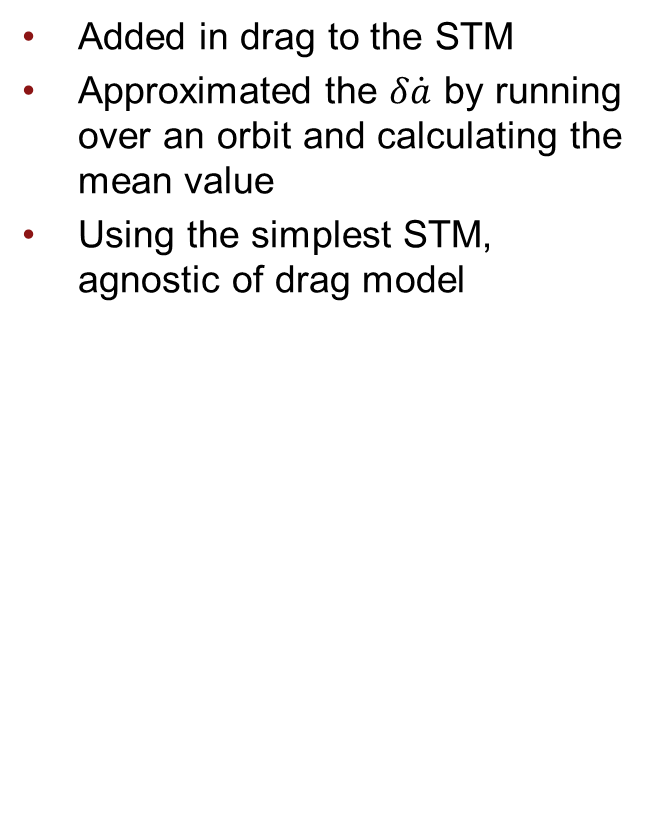 • Added in drag to the STM
• Approximated the 𝛿𝑎̇ by running
over an orbit and calculating the
mean value
• Using the simplest STM,
agnostic of drag model